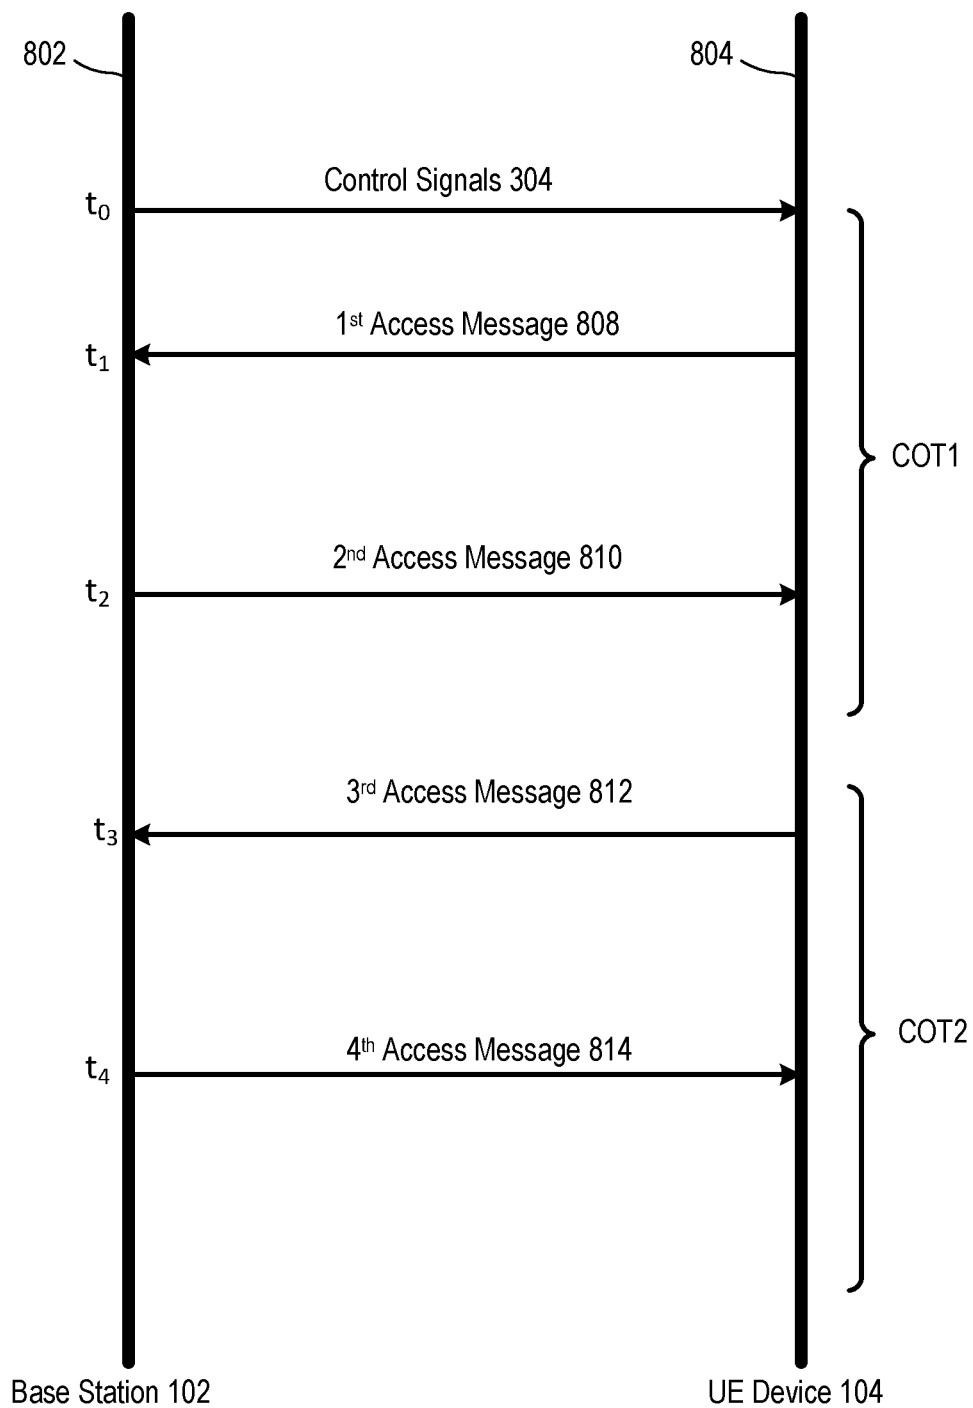 802
804
Control Signals 304
t0
1st Access Message 808
t1
COT1
2nd Access Message 810
t2
3rd Access Message 812
t3
COT2
4th Access Message 814
t4
Base Station 102
UE Device 104